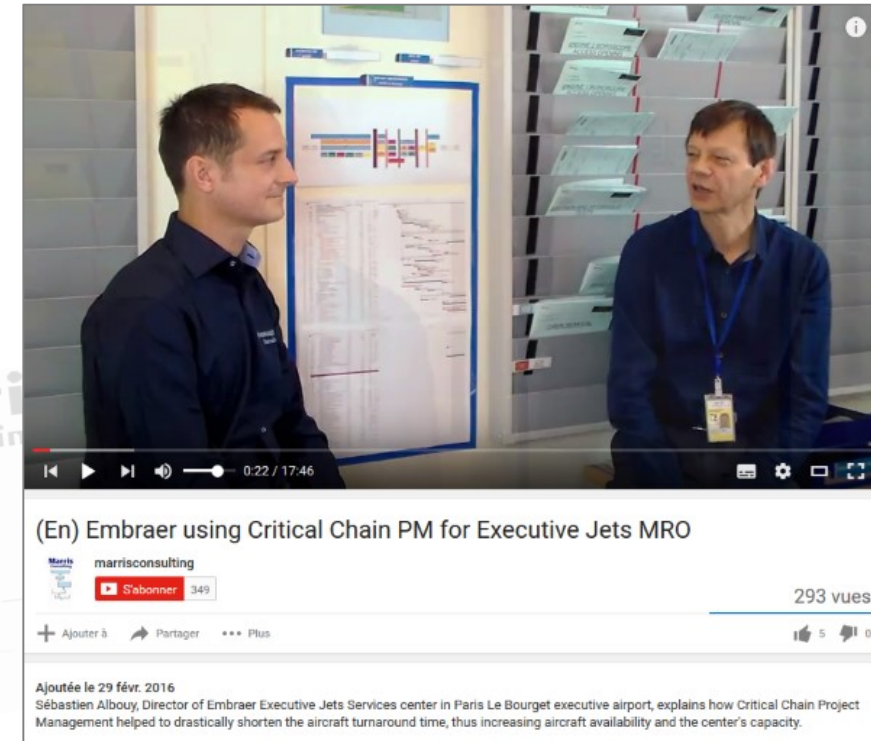 0:22 / 17:46
(En) Embraer using Critical Chain PM for Executive Jets MRO
Marris
marrisconsulting
S'abonner 349
293 vues
Ajouter à Partager Plus
5 0
Ajoutée le 29 févr. 2016
Sébastien Albouy, Director of Embraer Executive Jets Services center in Paris Le Bourget executive airport, explains how Critical Chain Project
Management helped to drastically shorten the aircraft turnaround time, thus increasing aircraft availability and the center's capacity.